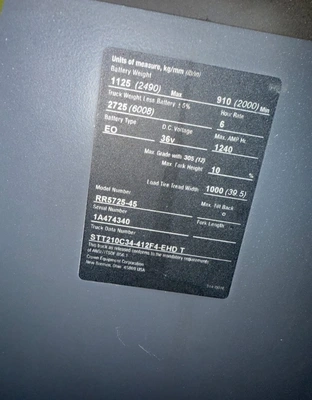 Units of measure, kg/mm (lb/in)
Battery Weight
1125 (2490) Max 910 (2000) Min
Truck Weight Less Battery ± 5% Hour Rate
2725 (6008) 6
Battery Type D.C. Voltage Max. AMP Hr.
EO 36v 1240
Max. Grade with 305 (12)
Max. Fork Height 10 %
Load Tire Tread Width 1000 (39.5)
Model Number Max. Tilt Back
RR5725-45
Serial Number Fork Length
1A474340
Truck Data Number
STT210C34-412F4-EHD T
This truck as released conforms to the mandatory requirements
of
Crown Equipment Corporation
New Bremen, Ohio 45869 USA